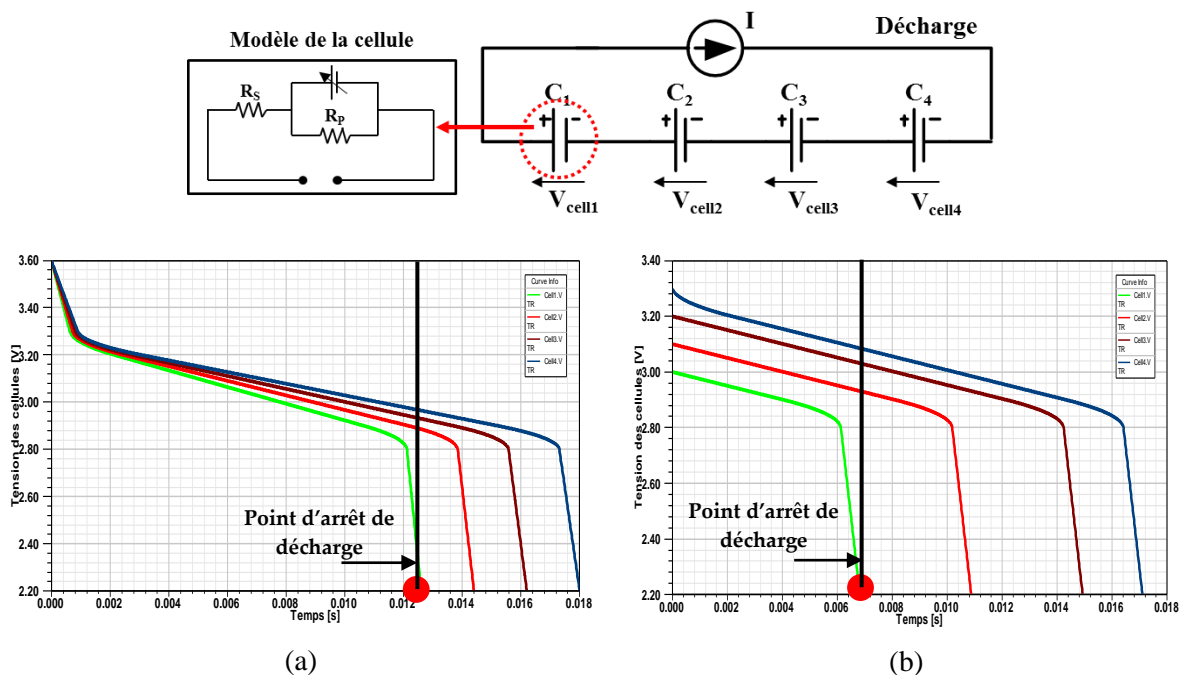 Modèle de la cellule
R_S
R_P
I
Décharge
C_1
C_2
C_3
C_4
+ -
+ -
+ -
+ -
V_cell1
V_cell2
V_cell3
V_cell4
Tension des cellules [V]
3.60
3.40
3.20
3.00
2.80
2.60
2.40
2.20
0.000 0.002 0.004 0.006 0.008 0.010 0.012 0.014 0.016 0.018
Temps [s]
Curve Info
Cell1.V
TR
Cell2.V
TR
Cell3.V
TR
Cell4.V
TR
Point d'arrêt de
décharge
(a)
Tension des cellules [V]
3.40
3.20
3.00
2.80
2.60
2.40
2.20
0.000 0.002 0.004 0.006 0.008 0.010 0.012 0.014 0.016 0.018
Temps [s]
Curve Info
Cell1.V
TR
Cell2.V
TR
Cell3.V
TR
Cell4.V
TR
Point d'arrêt de
décharge
(b)